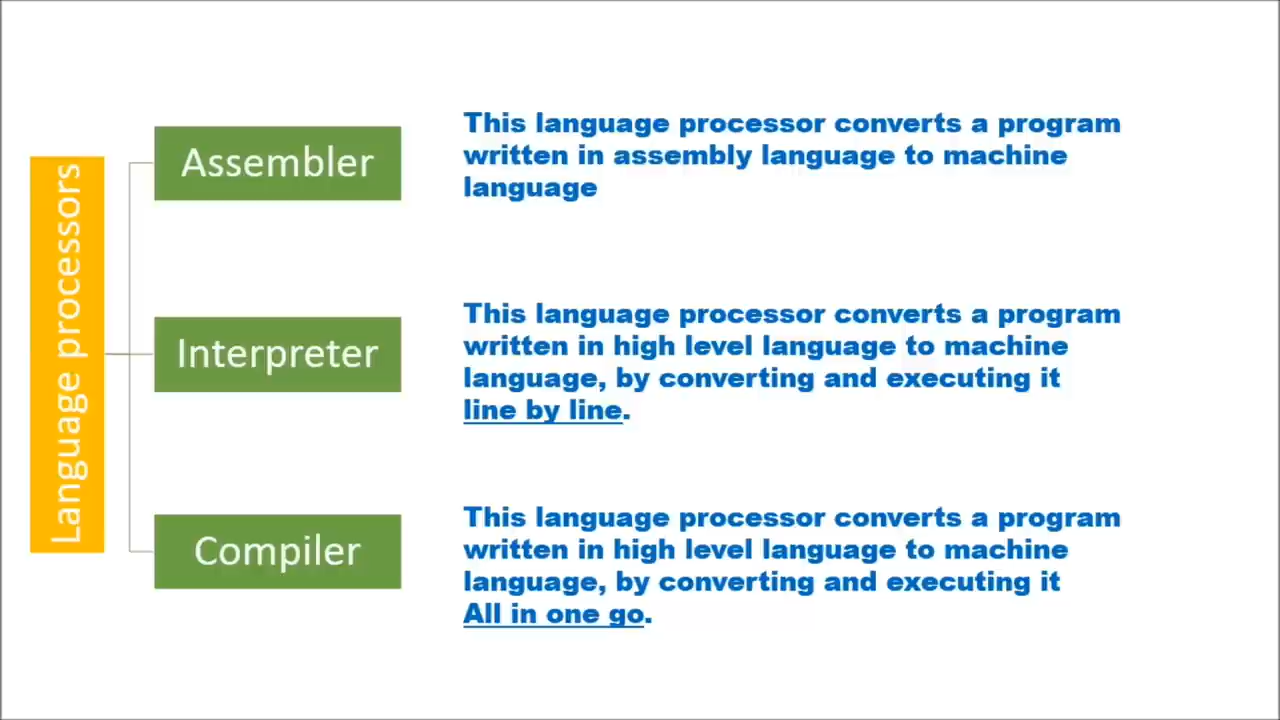 Language processors
Assembler
This language processor converts a program
written in assembly language to machine
language
Interpreter
This language processor converts a program
written in high level language to machine
language, by converting and executing it
line by line.
Compiler
This language processor converts a program
written in high level language to machine
language, by converting and executing it
All in one go.